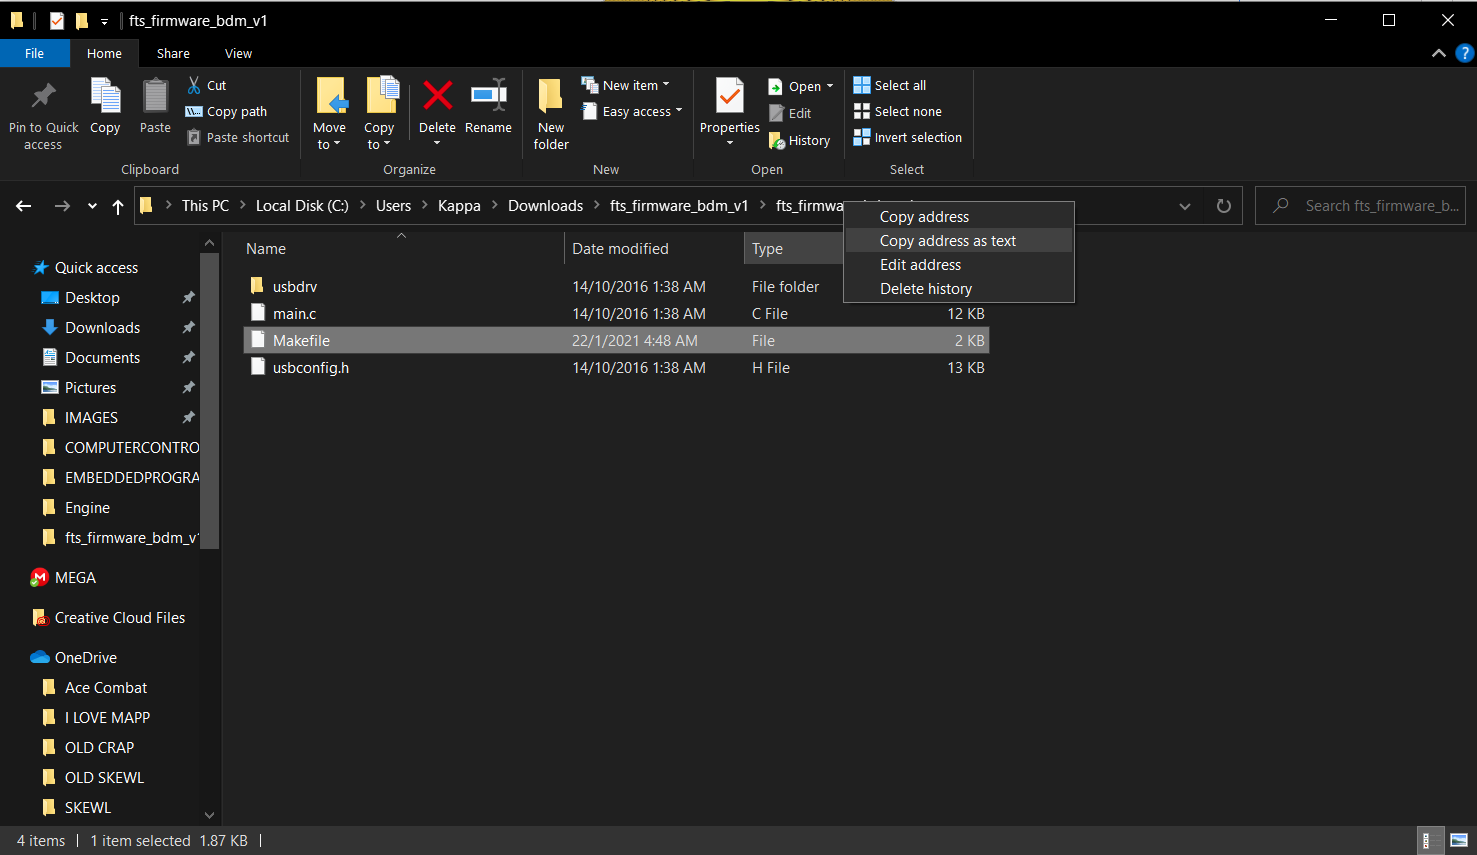 fts_firmware_bdm_v1
File Home Share View
Pin to Quick access
Copy
Paste
Cut
Copy path
Paste shortcut
Clipboard
Move to
Copy to
Delete
Rename
Organize
New folder
New item
Easy access
New
Properties
Open
Edit
History
Open
Select all
Select none
Invert selection
Select
This PC Local Disk (C:) Users Kappa Downloads fts_firmware_bdm_v1
Search fts_firmware_b...
Copy address
Copy address as text
Edit address
Delete history
Name Date modified Type
usbdrv 14/10/2016 1:38 AM File folder
main.c 14/10/2016 1:38 AM C File 12 KB
Makefile 22/1/2021 4:48 AM File 2 KB
usbconfig.h 14/10/2016 1:38 AM H File 13 KB
Quick access
Desktop
Downloads
Documents
Pictures
IMAGES
COMPUTERCONTRO
EMBEDDEDPROGRA
Engine
fts_firmware_bdm_v1
MEGA
Creative Cloud Files
OneDrive
Ace Combat
I LOVE MAPP
OLD CRAP
OLD SKEWL
SKEWL
4 items 1 item selected 1.87 KB